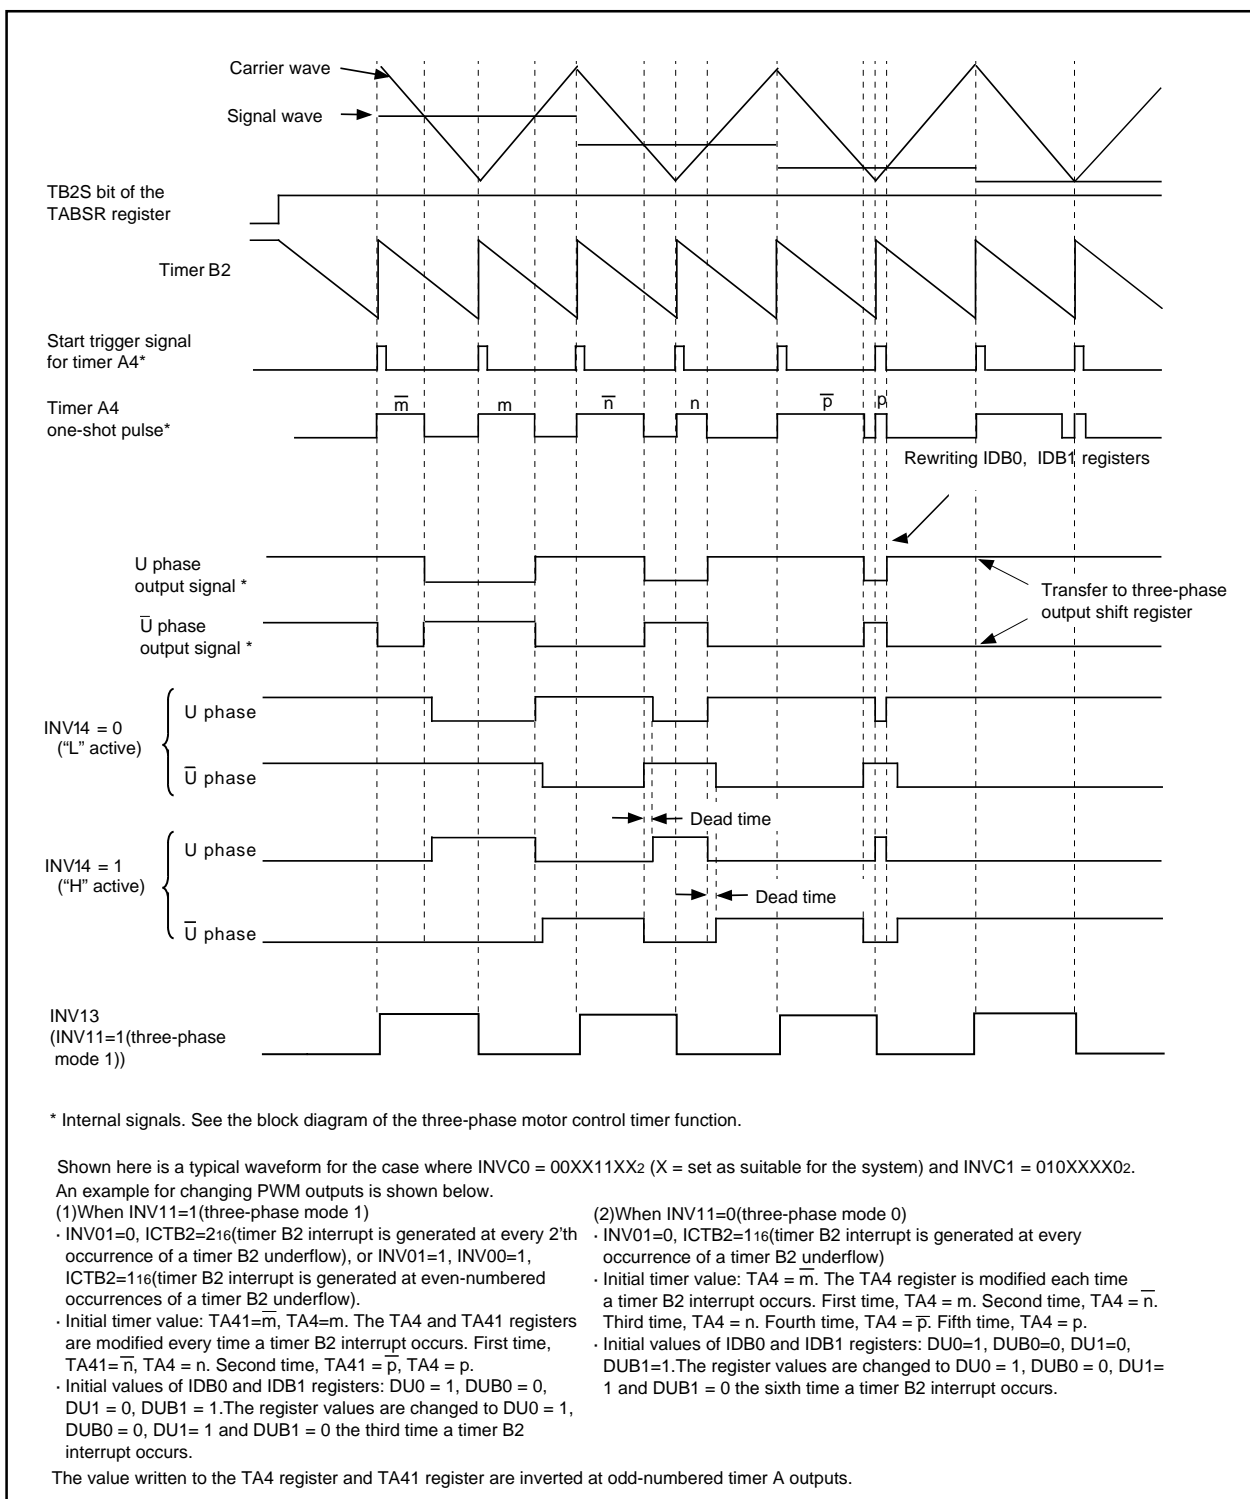 Carrier wave
Signal wave
TB2S bit of the
TABSR register
Timer B2
Start trigger signal
for timer A4*
Timer A4
one-shot pulse*
m̅
m
n̅
n
p̅
p
Rewriting IDB0, IDB1 registers
U phase
output signal *
Transfer to three-phase
output shift register
U̅ phase
output signal *
INV14 = 0
(“L” active)
U phase
U̅ phase
Dead time
INV14 = 1
(“H” active)
U phase
Dead time
U̅ phase
INV13
(INV11=1(three-phase
mode 1))
* Internal signals. See the block diagram of the three-phase motor control timer function.
Shown here is a typical waveform for the case where INVC0 = 00XX11XX2 (X = set as suitable for the system) and INVC1 = 010XXXX02.
An example for changing PWM outputs is shown below.
(1)When INV11=1(three-phase mode 1)
· INV01=0, ICTB2=216(timer B2 interrupt is generated at every 2’th
occurrence of a timer B2 underflow), or INV01=1, INV00=1,
ICTB2=116(timer B2 interrupt is generated at even-numbered
occurrences of a timer B2 underflow).
· Initial timer value: TA41=m̅, TA4=m. The TA4 and TA41 registers
are modified every time a timer B2 interrupt occurs. First time,
TA41=n̅, TA4 = n. Second time, TA41 = p̅, TA4 = p.
· Initial values of IDB0 and IDB1 registers: DU0 = 1, DUB0 = 0,
DU1 = 0, DUB1 = 1.The register values are changed to DU0 = 1,
DUB0 = 0, DU1= 1 and DUB1 = 0 the third time a timer B2
interrupt occurs.
(2)When INV11=0(three-phase mode 0)
· INV01=0, ICTB2=116(timer B2 interrupt is generated at every
occurrence of a timer B2 underflow)
· Initial timer value: TA4 = m̅. The TA4 register is modified each time
a timer B2 interrupt occurs. First time, TA4 = m. Second time, TA4 = n̅.
Third time, TA4 = n. Fourth time, TA4 = p̅. Fifth time, TA4 = p.
· Initial values of IDB0 and IDB1 registers: DU0=1, DUB0=0, DU1=0,
DUB1=1.The register values are changed to DU0 = 1, DUB0 = 0, DU1=
1 and DUB1 = 0 the sixth time a timer B2 interrupt occurs.
The value written to the TA4 register and TA41 register are inverted at odd-numbered timer A outputs.